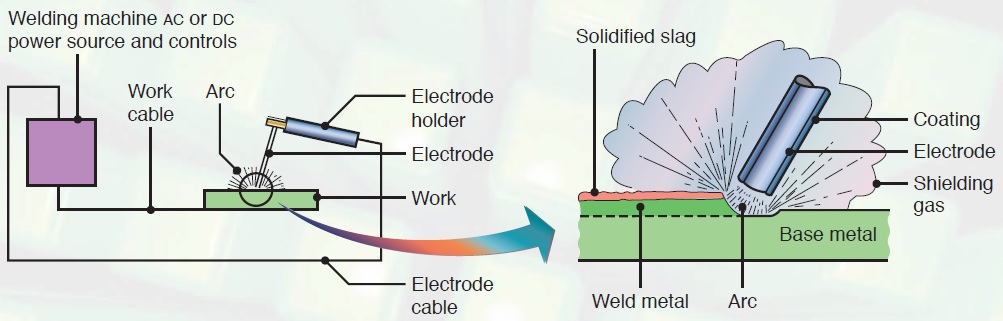 Welding machine AC OR DC
power source and controls
Work
cable
Arc
Electrode
holder
Electrode
Work
Electrode
cable
Solidified slag
Coating
Electrode
Shielding
gas
Base metal
Weld metal
Arc